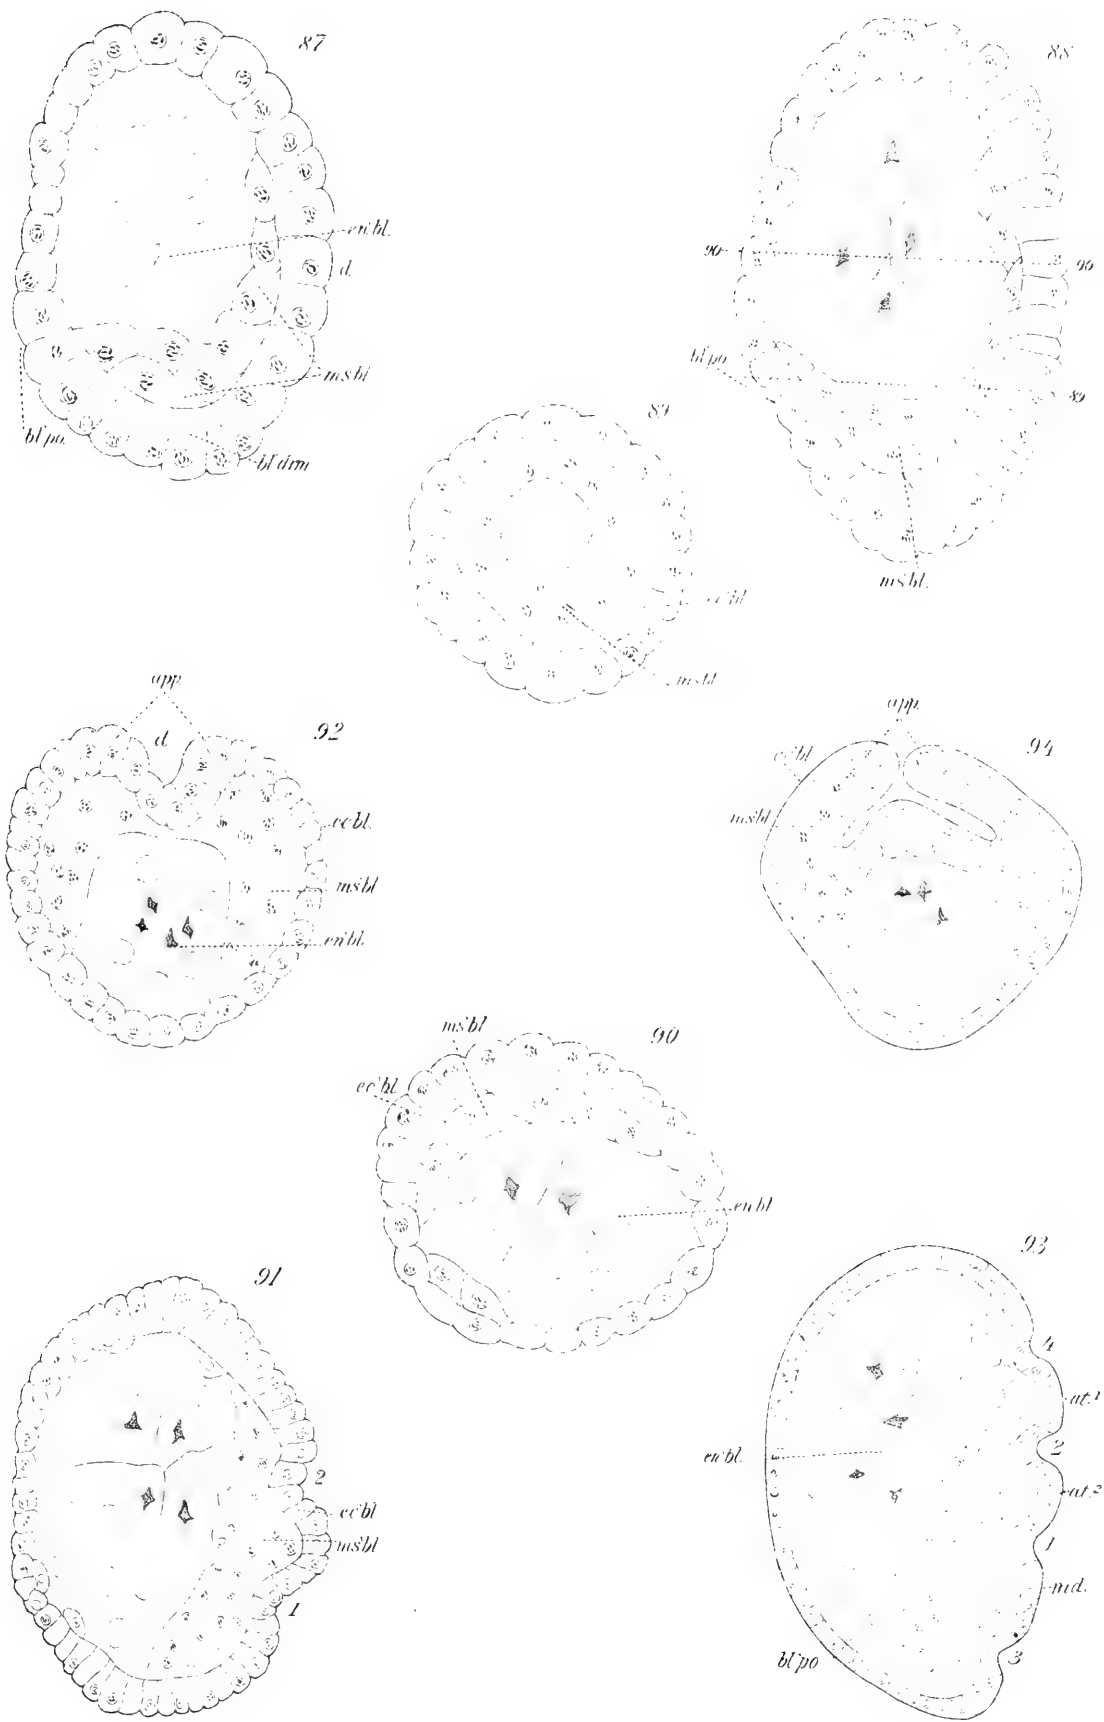 87
en'bl.
d
ms'bl
bl'po.
bl'drm
88
90
90
bl'po
89
ms'bl.
89
ec'bl
ms'bl
app.
d
92
ec'bl.
ms'bl
en'bl.
app.
94
ec'bl
ms'bl
ms'bl
90
ec'bl
en'bl
91
2
ec'bl
ms'bl
1
93
4
at.¹
en'bl.
2
at.²
1
md.
bl'po
3